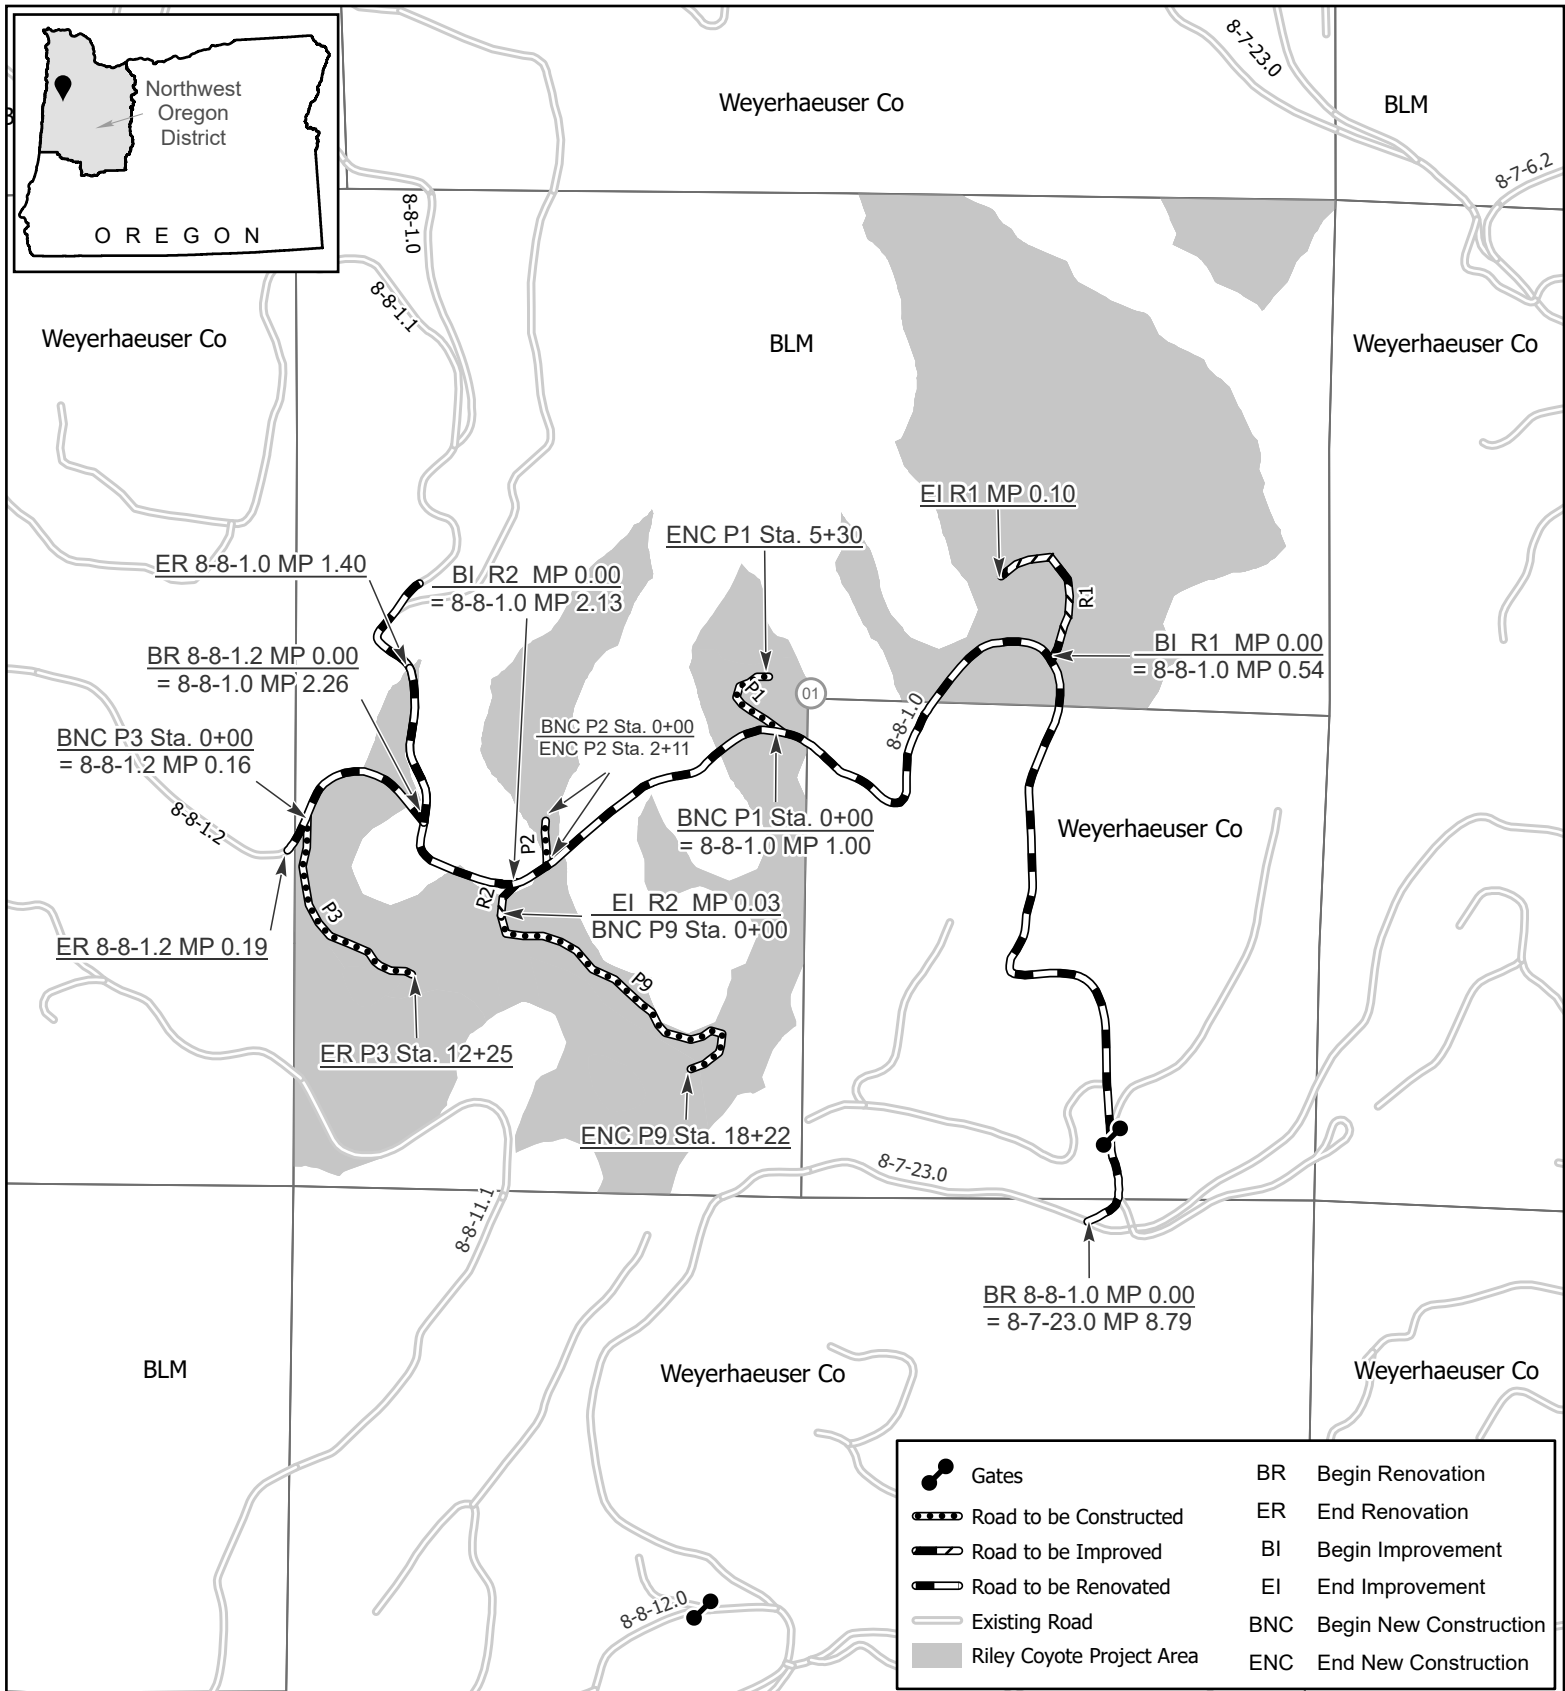 Northwest
Oregon
District
OREGON
8-7-23.0
Weyerhaeuser Co
BLM
8-7-6.2
8-8-1.0
8-8-1.1
Weyerhaeuser Co
BLM
Weyerhaeuser Co
EI R1 MP 0.10
ENC P1 Sta. 5+30
ER 8-8-1.0 MP 1.40
BI R2 MP 0.00
= 8-8-1.0 MP 2.13
R1
BI R1 MP 0.00
= 8-8-1.0 MP 0.54
BR 8-8-1.2 MP 0.00
= 8-8-1.0 MP 2.26
P1
01
8-8-1.0
BNC P2 Sta. 0+00
ENC P2 Sta. 2+11
BNC P3 Sta. 0+00
= 8-8-1.2 MP 0.16
8-8-1.2
BNC P1 Sta. 0+00
= 8-8-1.0 MP 1.00
Weyerhaeuser Co
P2
R2
EI R2 MP 0.03
BNC P9 Sta. 0+00
P3
ER 8-8-1.2 MP 0.19
P9
ER P3 Sta. 12+25
ENC P9 Sta. 18+22
8-7-23.0
8-8-11.1
BR 8-8-1.0 MP 0.00
= 8-7-23.0 MP 8.79
BLM
Weyerhaeuser Co
Weyerhaeuser Co
8-8-12.0
Gates
Road to be Constructed
Road to be Improved
Road to be Renovated
Existing Road
Riley Coyote Project Area
BR Begin Renovation
ER End Renovation
BI Begin Improvement
EI End Improvement
BNC Begin New Construction
ENC End New Construction